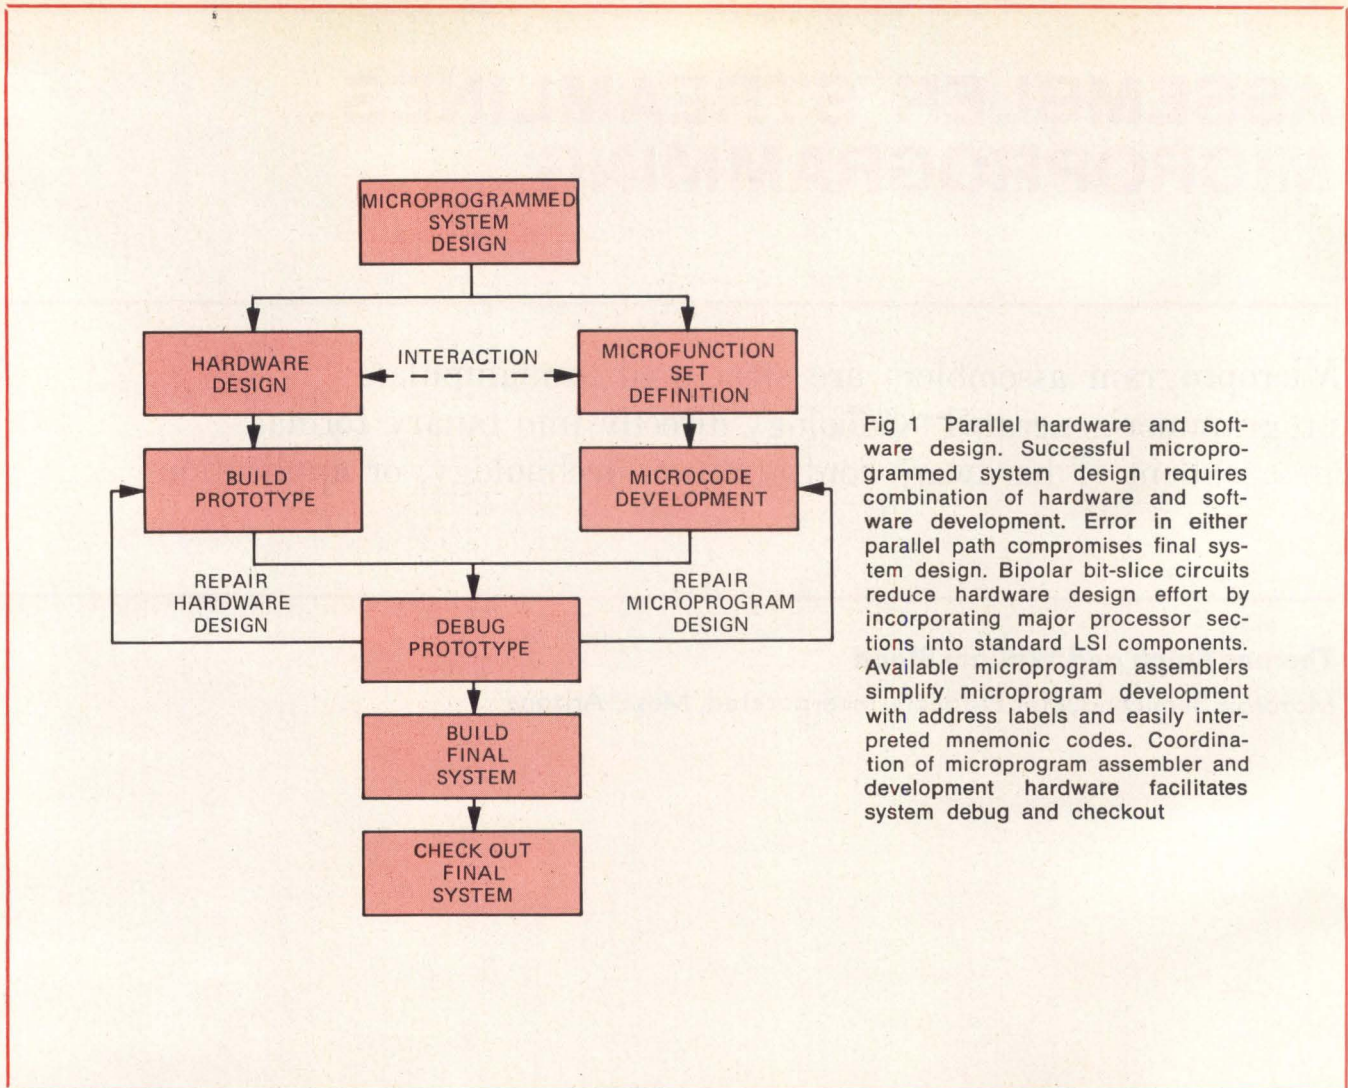 MICROPROGRAMMED
SYSTEM
DESIGN
HARDWARE
DESIGN
INTERACTION
MICROFUNCTION
SET
DEFINITION
BUILD
PROTOTYPE
MICROCODE
DEVELOPMENT
REPAIR
HARDWARE
DESIGN
REPAIR
MICROPROGRAM
DESIGN
DEBUG
PROTOTYPE
BUILD
FINAL
SYSTEM
CHECK OUT
FINAL
SYSTEM
Fig 1 Parallel hardware and soft-
ware design. Successful micropro-
grammed system design requires
combination of hardware and soft-
ware development. Error in either
parallel path compromises final sys-
tem design. Bipolar bit-slice circuits
reduce hardware design effort by
incorporating major processor sec-
tions into standard LSI components.
Available microprogram assemblers
simplify microprogram development
with address labels and easily inter-
preted mnemonic codes. Coordina-
tion of microprogram assembler and
development hardware facilitates
system debug and checkout